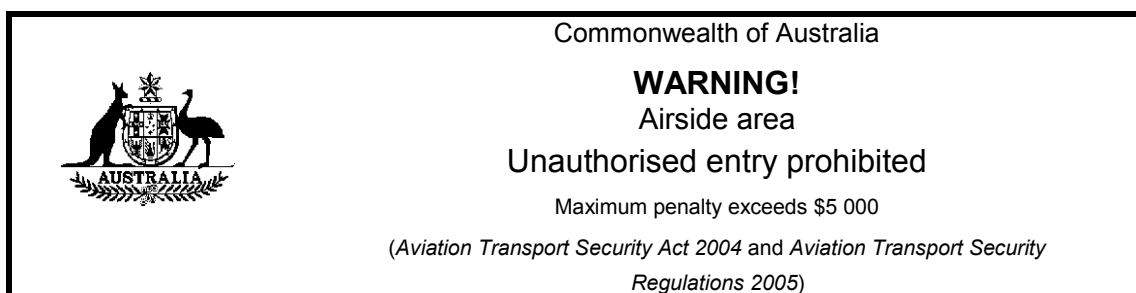 Commonwealth of Australia
WARNING!
Airside area
AUSTRALIA
Unauthorised entry prohibited
Maximum penalty exceeds $5 000
(Aviation Transport Security Act 2004 and Aviation Transport Security
Regulations 2005)